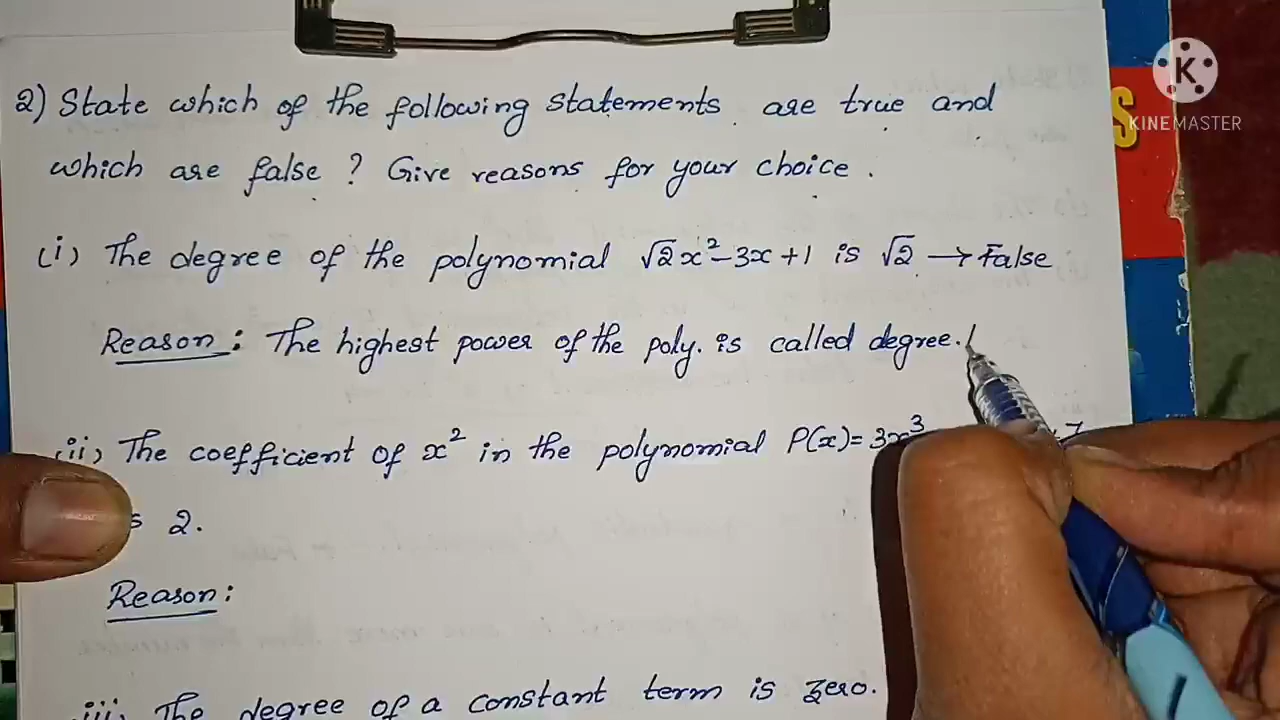 2) State which of the following statements are true and
which are false ? Give reasons for your choice .
(i) The degree of the polynomial √2x²-3x+1 is √2 → False
Reason : The highest power of the poly. is called degree.
(ii) The coefficient of x² in the polynomial P(x)= 3x³ 7
2.
Reason :
iii) The degree of a constant term is zero.
KINEMASTER